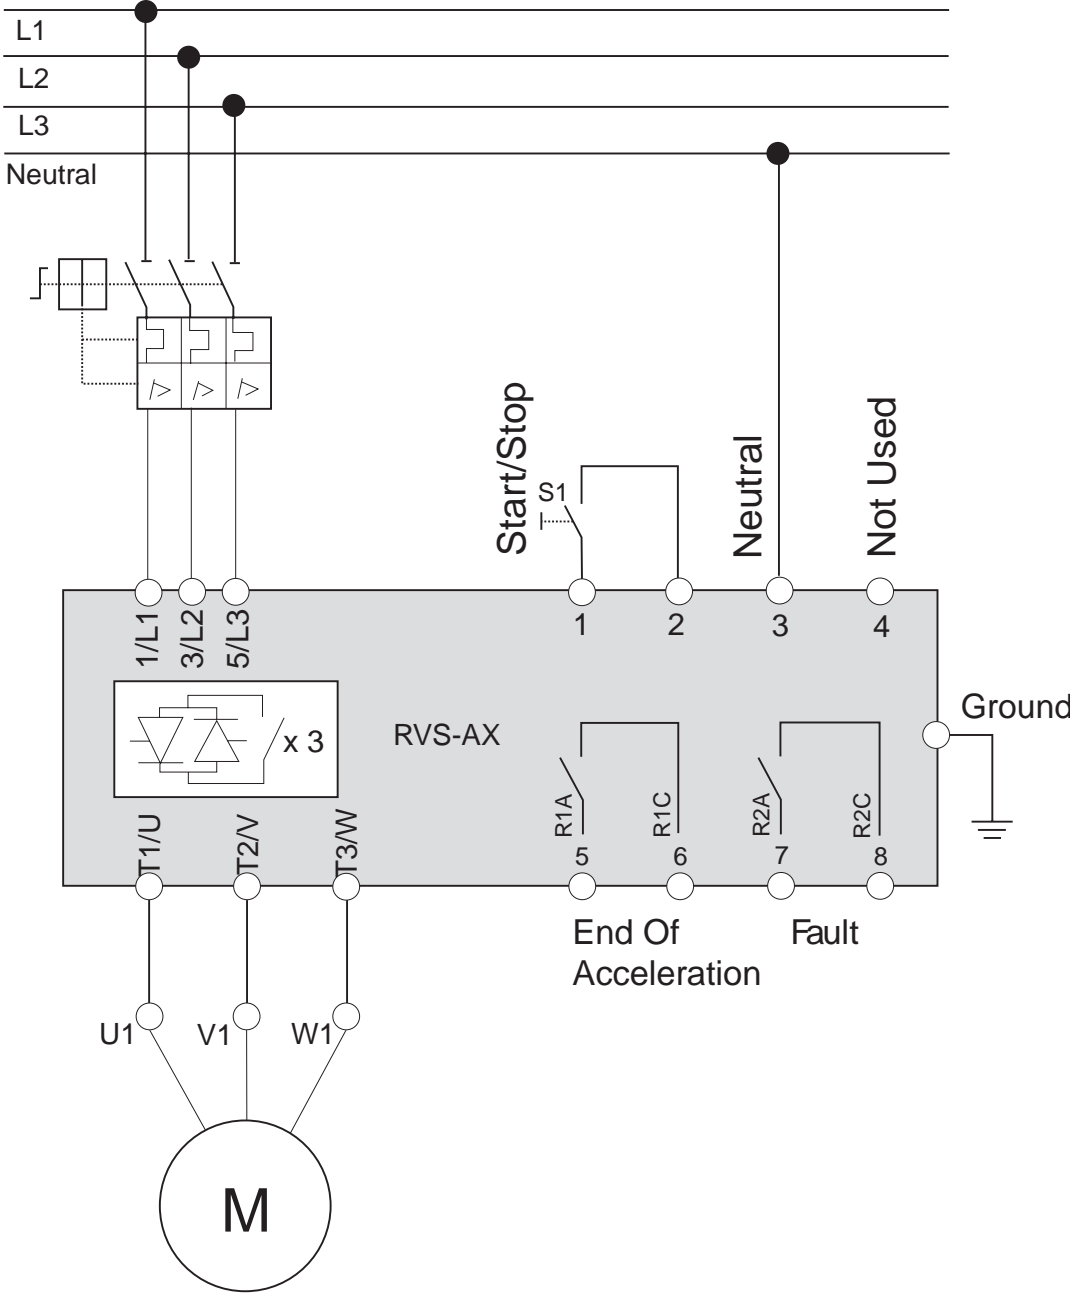 L1
L2
L3
Neutral
Start/Stop
S1
Neutral
Not Used
1/L1
3/L2
5/L3
1
2
3
4
Ground
x 3
RVS-AX
T1/U
T2/V
T3/W
R1A
R1C
R2A
R2C
5
6
7
8
End Of
Acceleration
Fault
U1
V1
W1
M